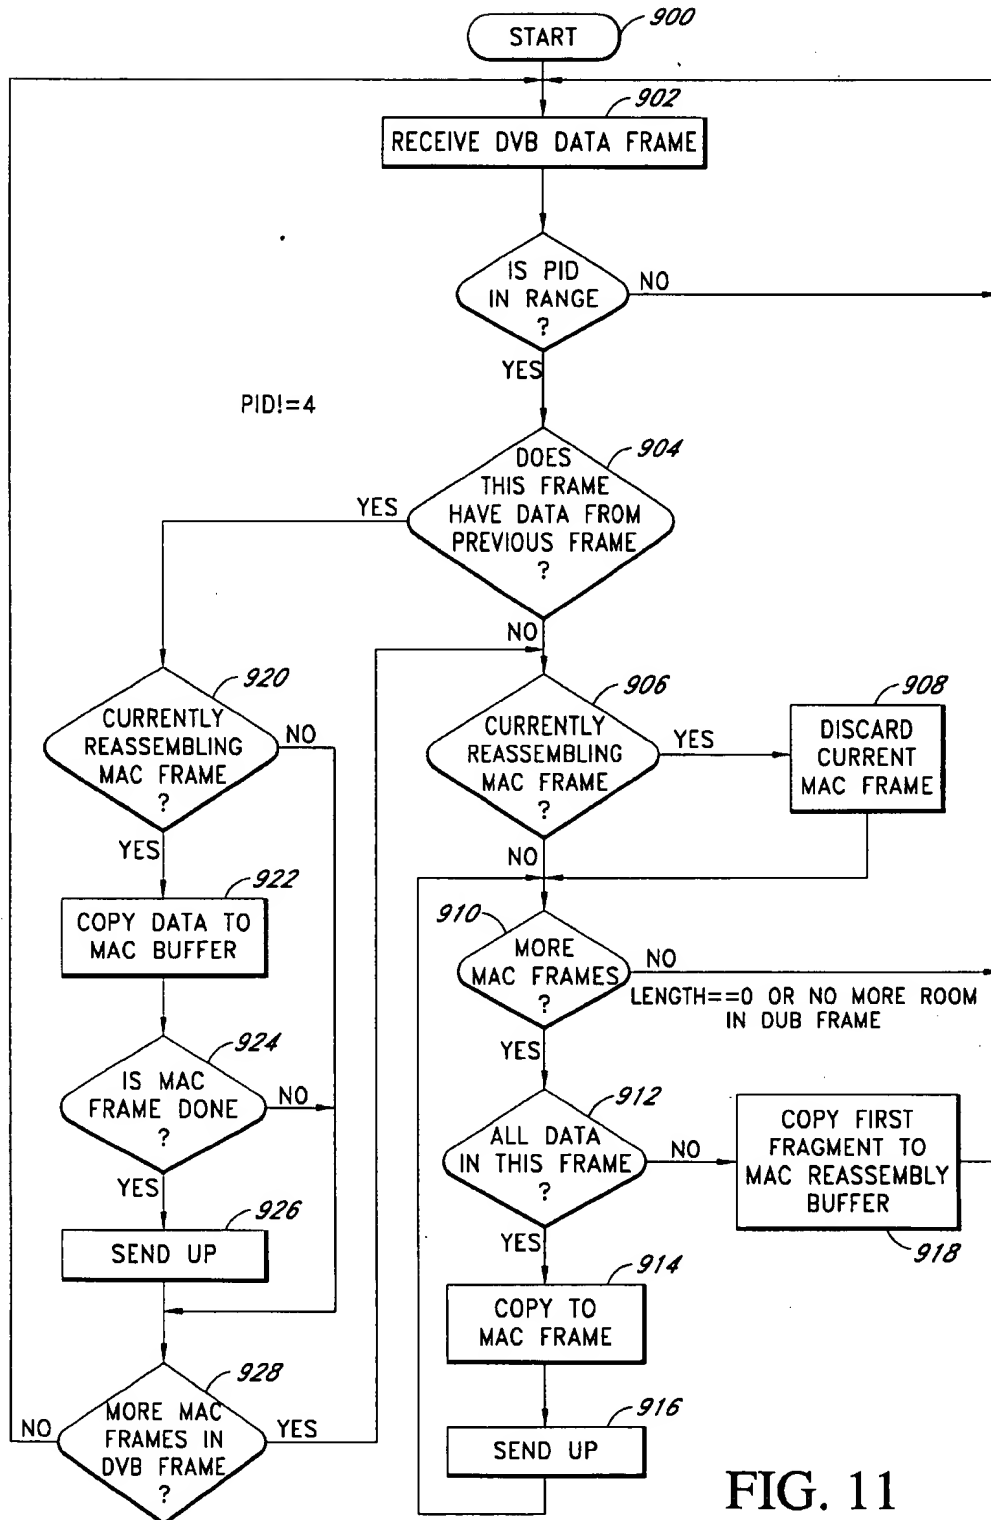 START
900
902
RECEIVE DVB DATA FRAME
IS PID
IN RANGE
?
NO
YES
PID!=4
904
DOES
THIS FRAME
HAVE DATA FROM
PREVIOUS FRAME
?
YES
NO
920
CURRENTLY
REASSEMBLING
MAC FRAME
?
NO
YES
906
CURRENTLY
REASSEMBLING
MAC FRAME
?
YES
NO
908
DISCARD
CURRENT
MAC FRAME
922
COPY DATA TO
MAC BUFFER
910
MORE
MAC FRAMES
?
NO
LENGTH==0 OR NO MORE ROOM
IN DUB FRAME
YES
924
IS MAC
FRAME DONE
?
NO
YES
912
ALL DATA
IN THIS FRAME
?
NO
YES
COPY FIRST
FRAGMENT TO
MAC REASSEMBLY
BUFFER
918
926
SEND UP
914
COPY TO
MAC FRAME
928
MORE MAC
FRAMES IN
DVB FRAME
?
NO
YES
916
SEND UP
FIG. 11